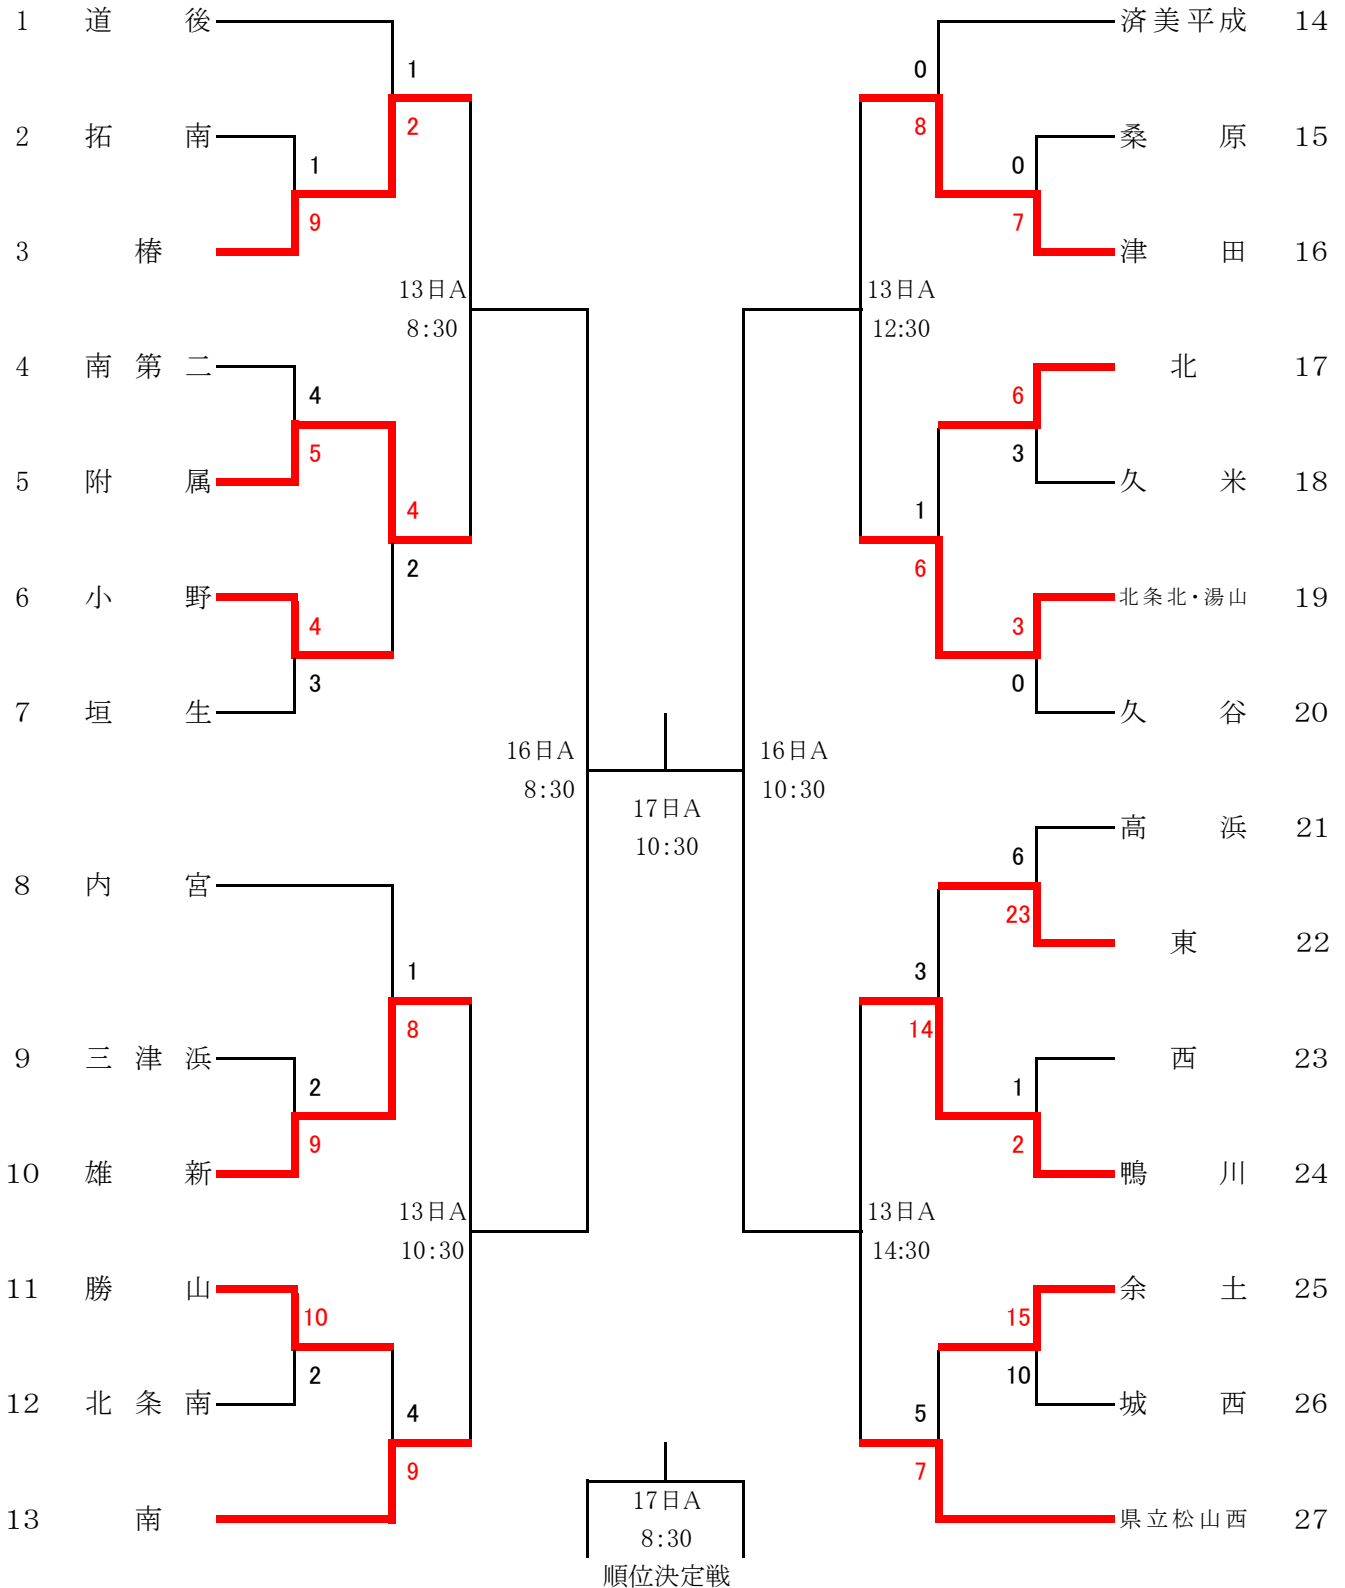 1 道後
1
2
2 拓南
1
9
3 椿
13日A
8:30
4 南第二
4
5
5 附属
4
2
6 小野
4
3
7 垣生
16日A
8:30
8 内宮
1
8
9 三津浜
2
9
10 雄新
13日A
10:30
11 勝山
10
2
12 北条南
4
9
13 南
17日A
10:30
17日A
8:30
順位決定戦
済美平成 14
0
8
桑原 15
0
7
津田 16
13日A
12:30
北 17
6
3
久米 18
1
6
北条北・湯山 19
3
0
久谷 20
16日A
10:30
高浜 21
6
23
東 22
3
14
西 23
1
2
鴨川 24
13日A
14:30
余土 25
15
10
城西 26
5
7
県立松山西 27